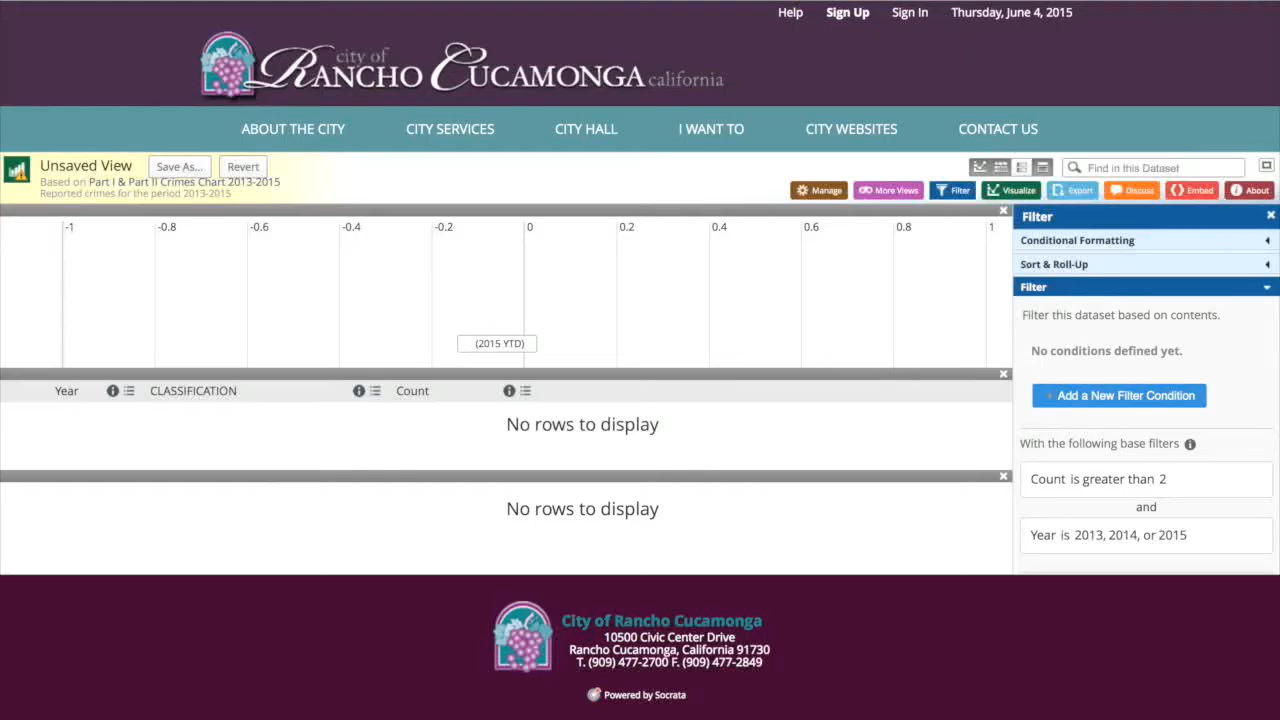 Help Sign Up Sign In Thursday, June 4, 2015
city of
RANCHO CUCAMONGA california
ABOUT THE CITY CITY SERVICES CITY HALL I WANT TO CITY WEBSITES CONTACT US
Unsaved View Save As... Revert
Find in this Dataset
Based on Part I & Part II Crimes Chart 2013-2015
Reported crimes for the period 2013-2015
Manage More Views Filter Visualize Export Discuss Embed About
-1 -0.8 -0.6 -0.4 -0.2 0 0.2 0.4 0.6 0.8 1
(2015 YTD)
Year CLASSIFICATION Count
No rows to display
No rows to display
Filter
Conditional Formatting
Sort & Roll-Up
Filter
Filter this dataset based on contents.
No conditions defined yet.
Add a New Filter Condition
With the following base filters
Count is greater than 2
and
Year is 2013, 2014, or 2015
City of Rancho Cucamonga
10500 Civic Center Drive
Rancho Cucamonga, California 91730
T. (909) 477-2700 F. (909) 477-2849
Powered by Socrata